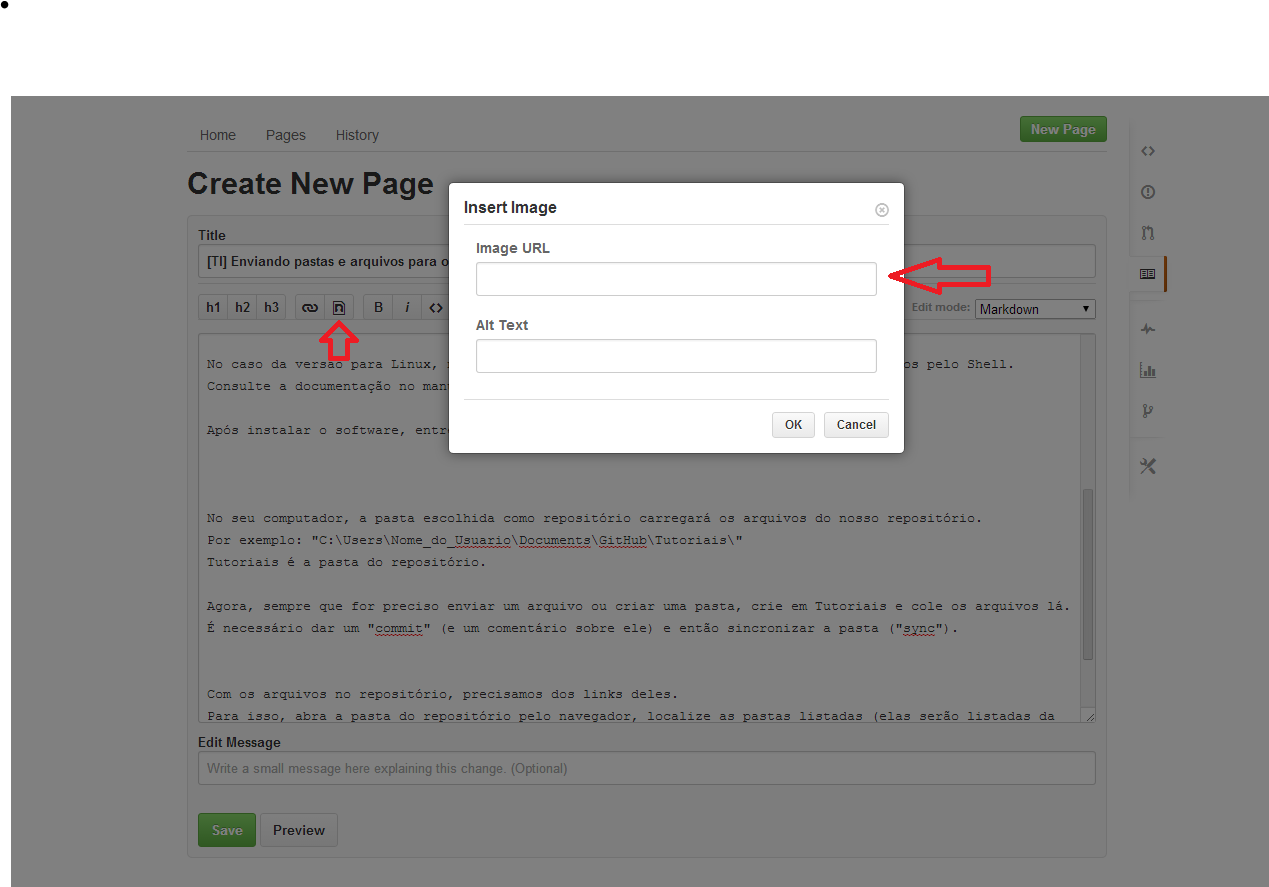 Home Pages History New Page
Create New Page
Insert Image
Title
Image URL
[TI] Enviando pastas e arquivos para o
h1 h2 h3 B i <> Edit mode: Markdown
Alt Text
No caso da versão para Linux, os pelo Shell.
Consulte a documentação no
Após instalar o software,
OK Cancel
No seu computador, a pasta escolhida como repositório carregará os arquivos do nosso repositório.
Por exemplo: "C:\Users\Nome_do_Usuario\Documents\GitHub\Tutoriais\"
Tutoriais é a pasta do repositório.
Agora, sempre que for preciso enviar um arquivo ou criar uma pasta, crie em Tutoriais e cole os arquivos lá.
É necessário dar um "commit" (e um comentário sobre ele) e então sincronizar a pasta ("sync").
Com os arquivos no repositório, precisamos dos links deles.
Para isso, abra a pasta do repositório pelo navegador, localize as pastas listadas (elas serão listadas da
Edit Message
Write a small message here explaining this change. (Optional)
Save Preview